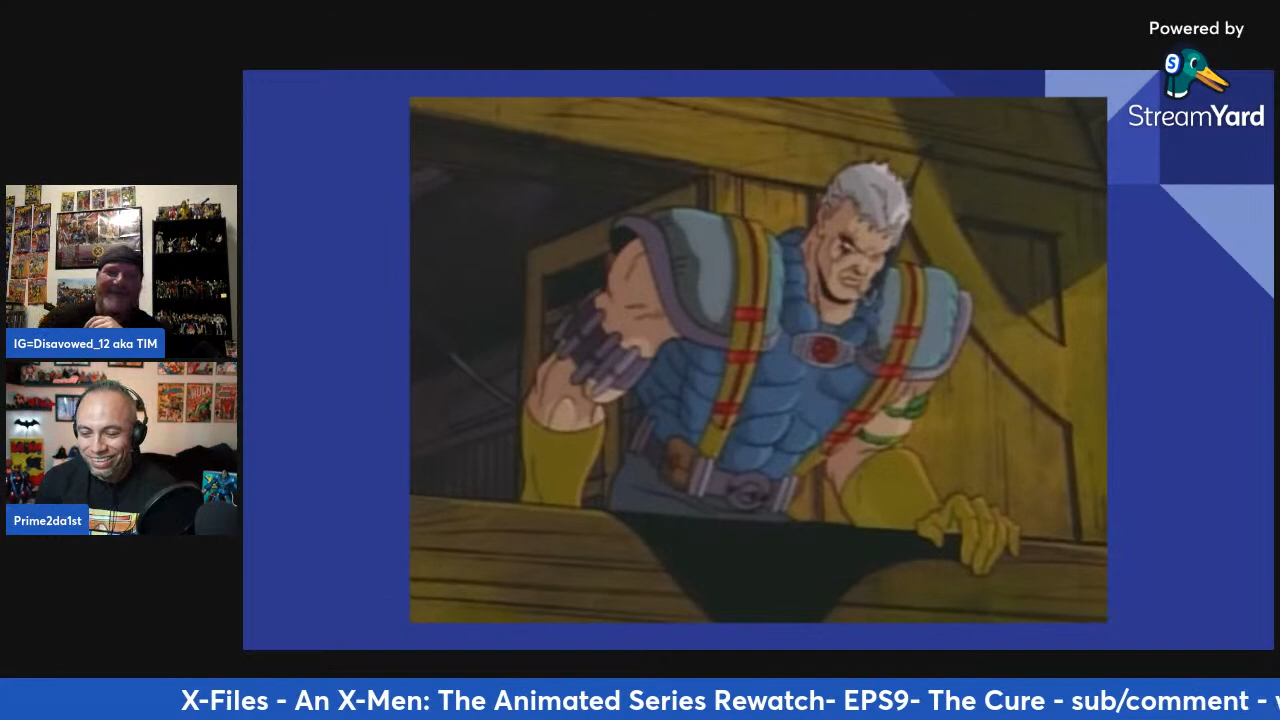 Powered by
S
StreamYard
IG=Disavowed_12 aka TIM
Prime2da1st
X-Files - An X-Men: The Animated Series Rewatch- EPS9- The Cure - sub/comment -